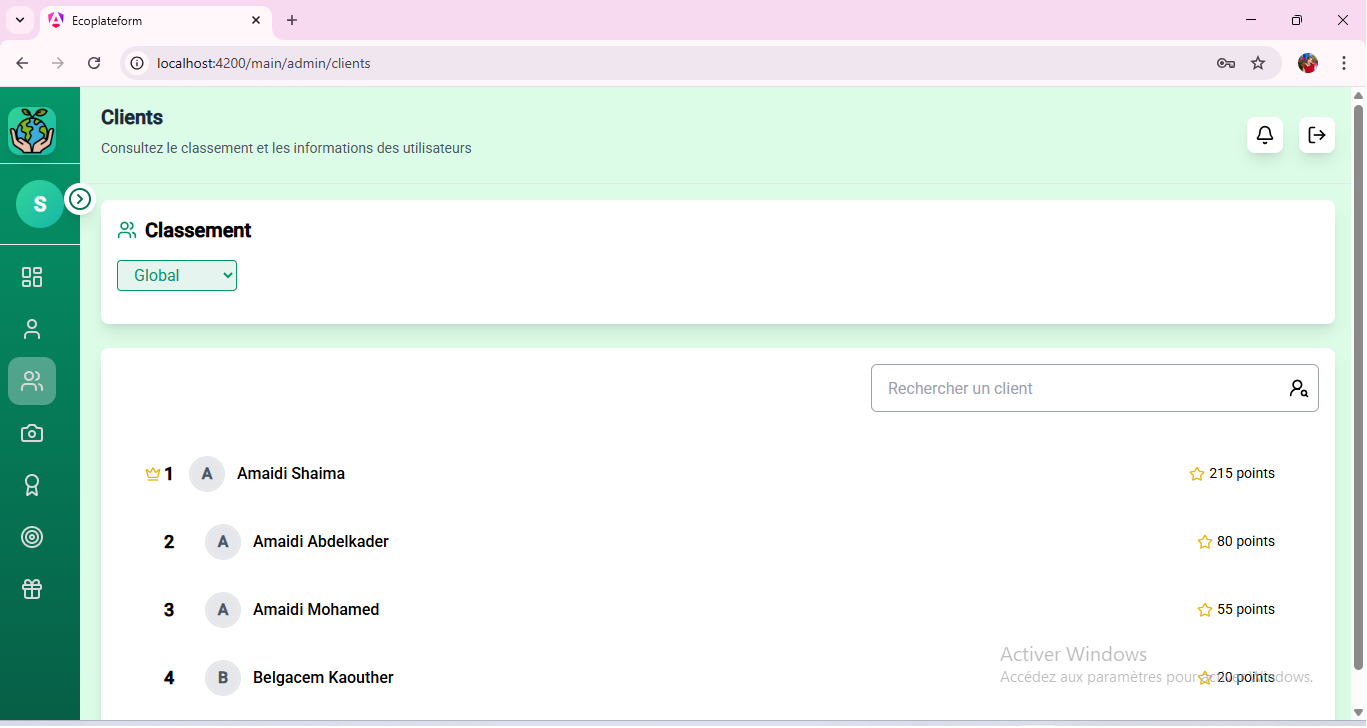 Ecoplateform
localhost:4200/main/admin/clients
Clients
Consultez le classement et les informations des utilisateurs
S
Classement
Global
Rechercher un client
1 A Amaidi Shaima 215 points
2 A Amaidi Abdelkader 80 points
3 A Amaidi Mohamed 55 points
Activer Windows
4 B Belgacem Kaouther 20 points
Accédez aux paramètres pour activer Windows.